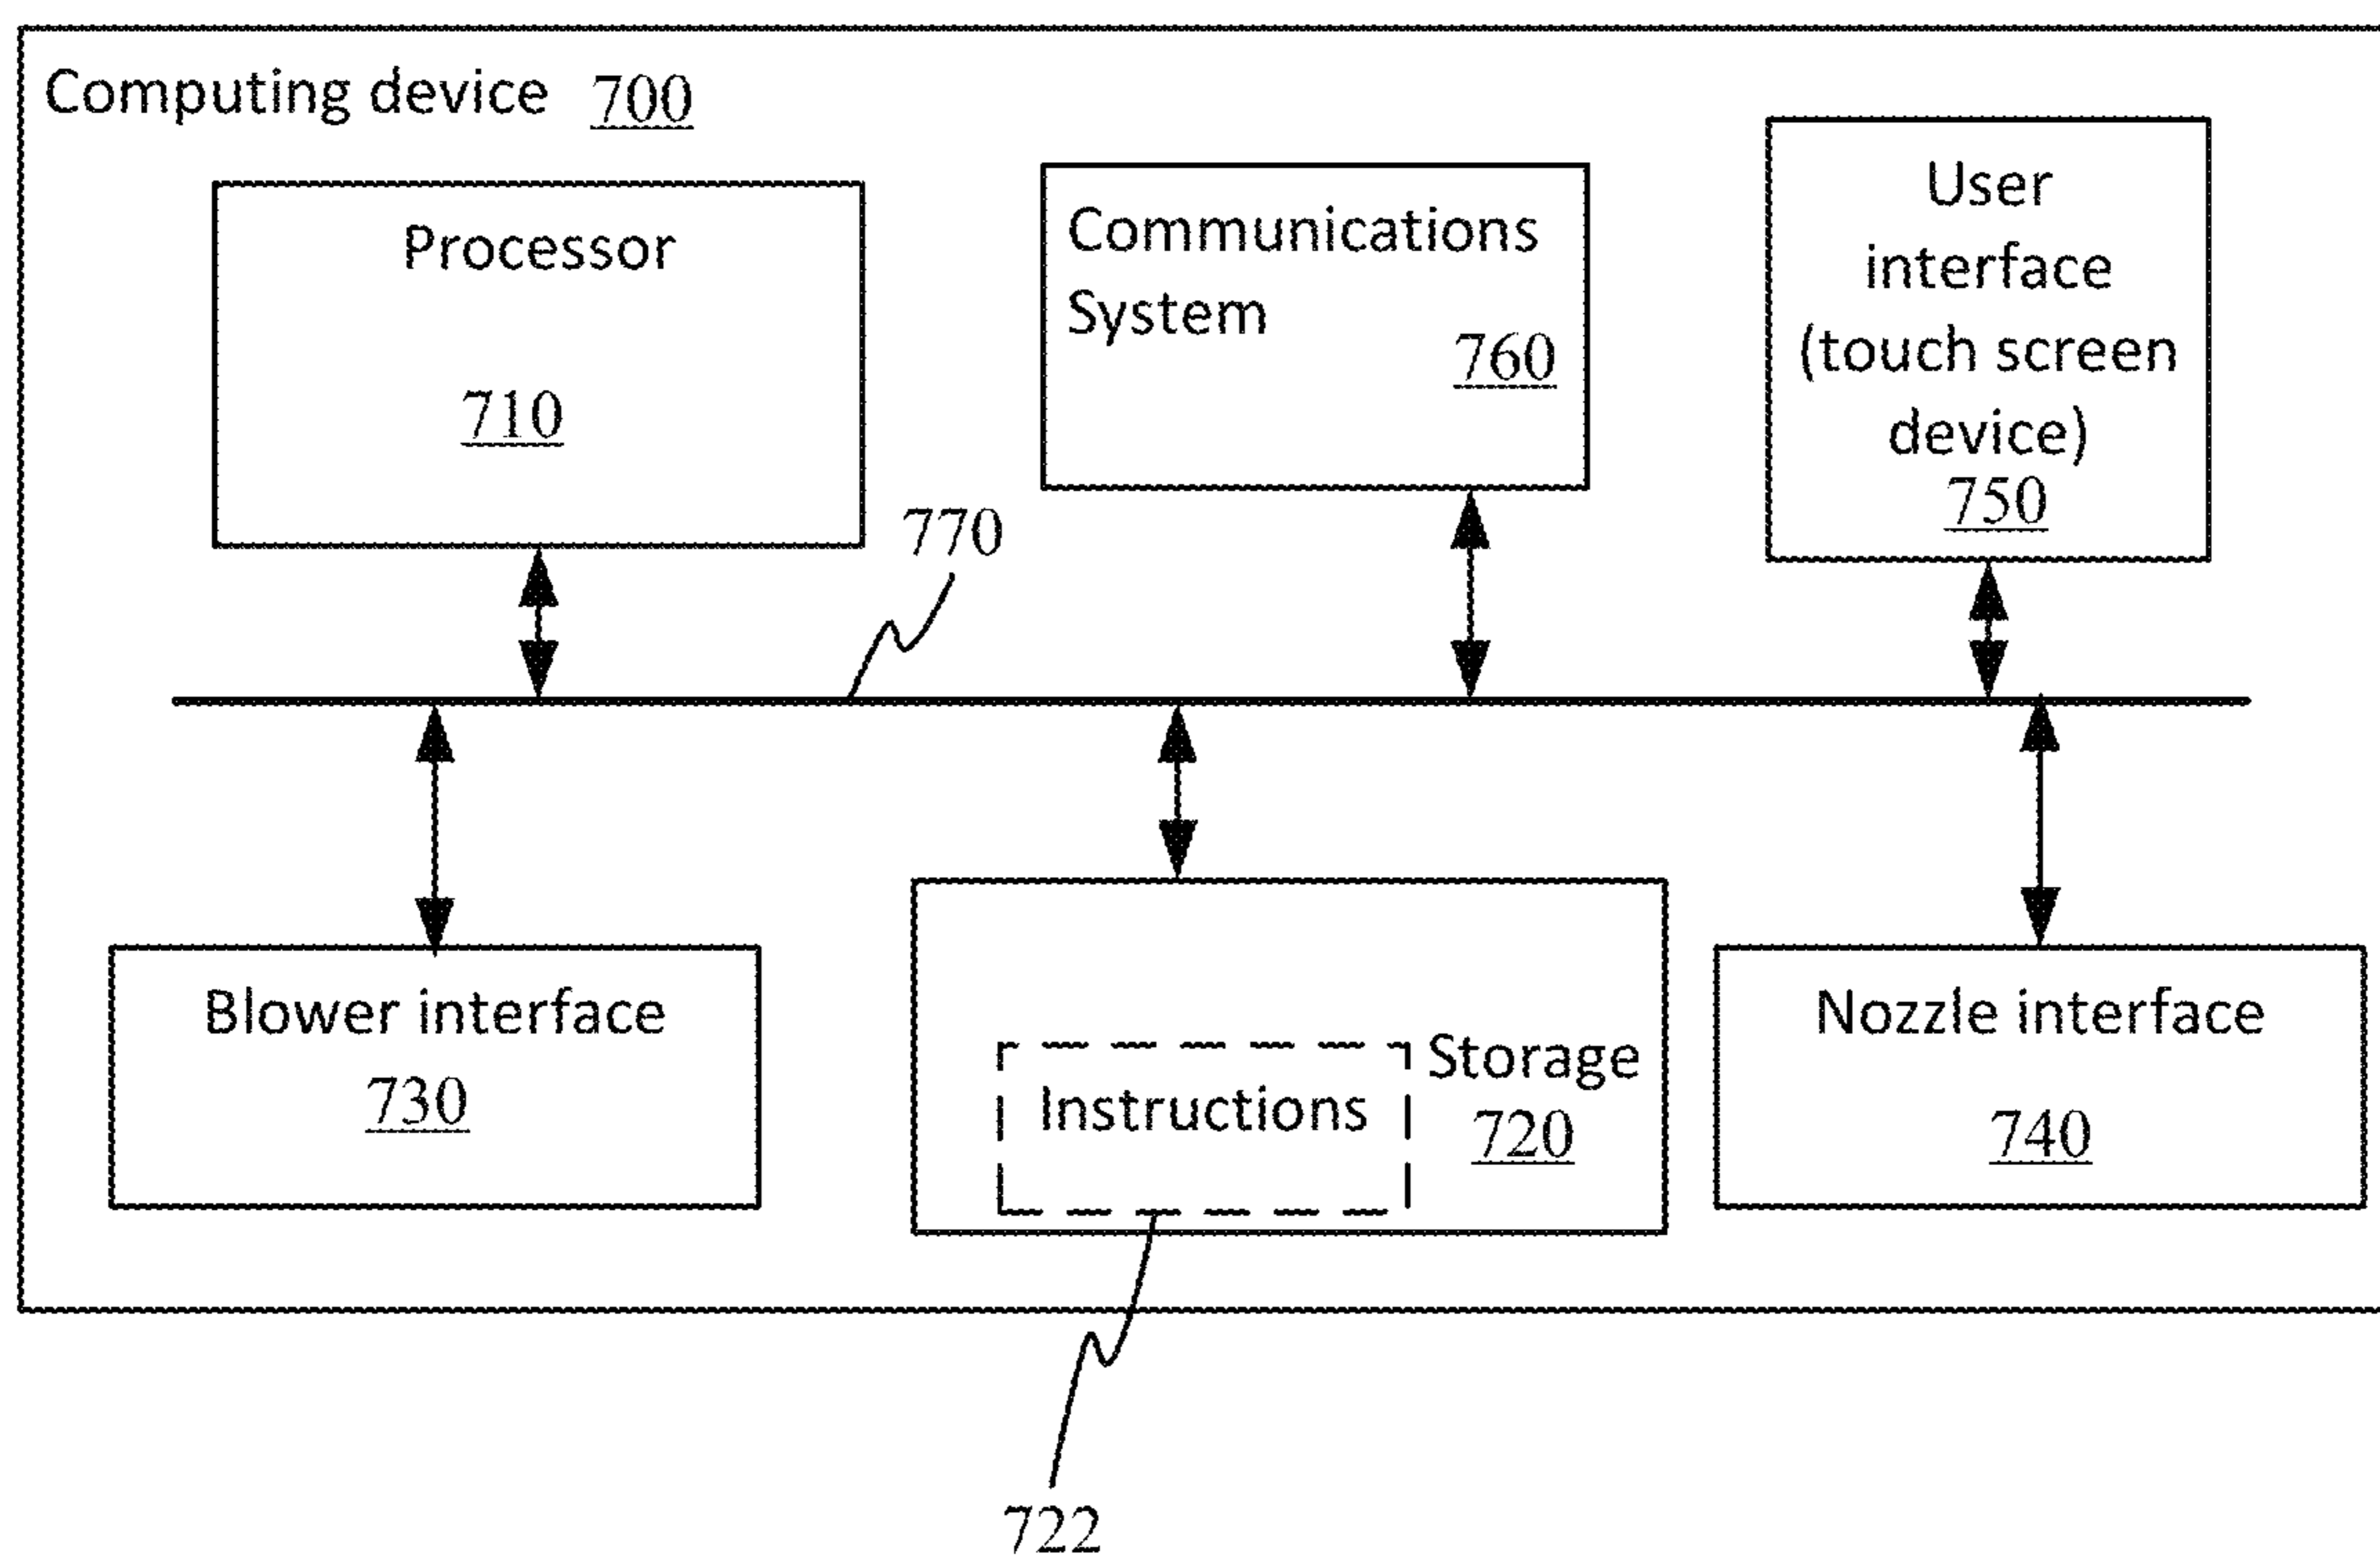 Computing device 700
Processor
710
Communications
System
760
User
interface
(touch screen
device)
750
770
Blower interface
730
Instructions
Storage
720
Nozzle interface
740
722